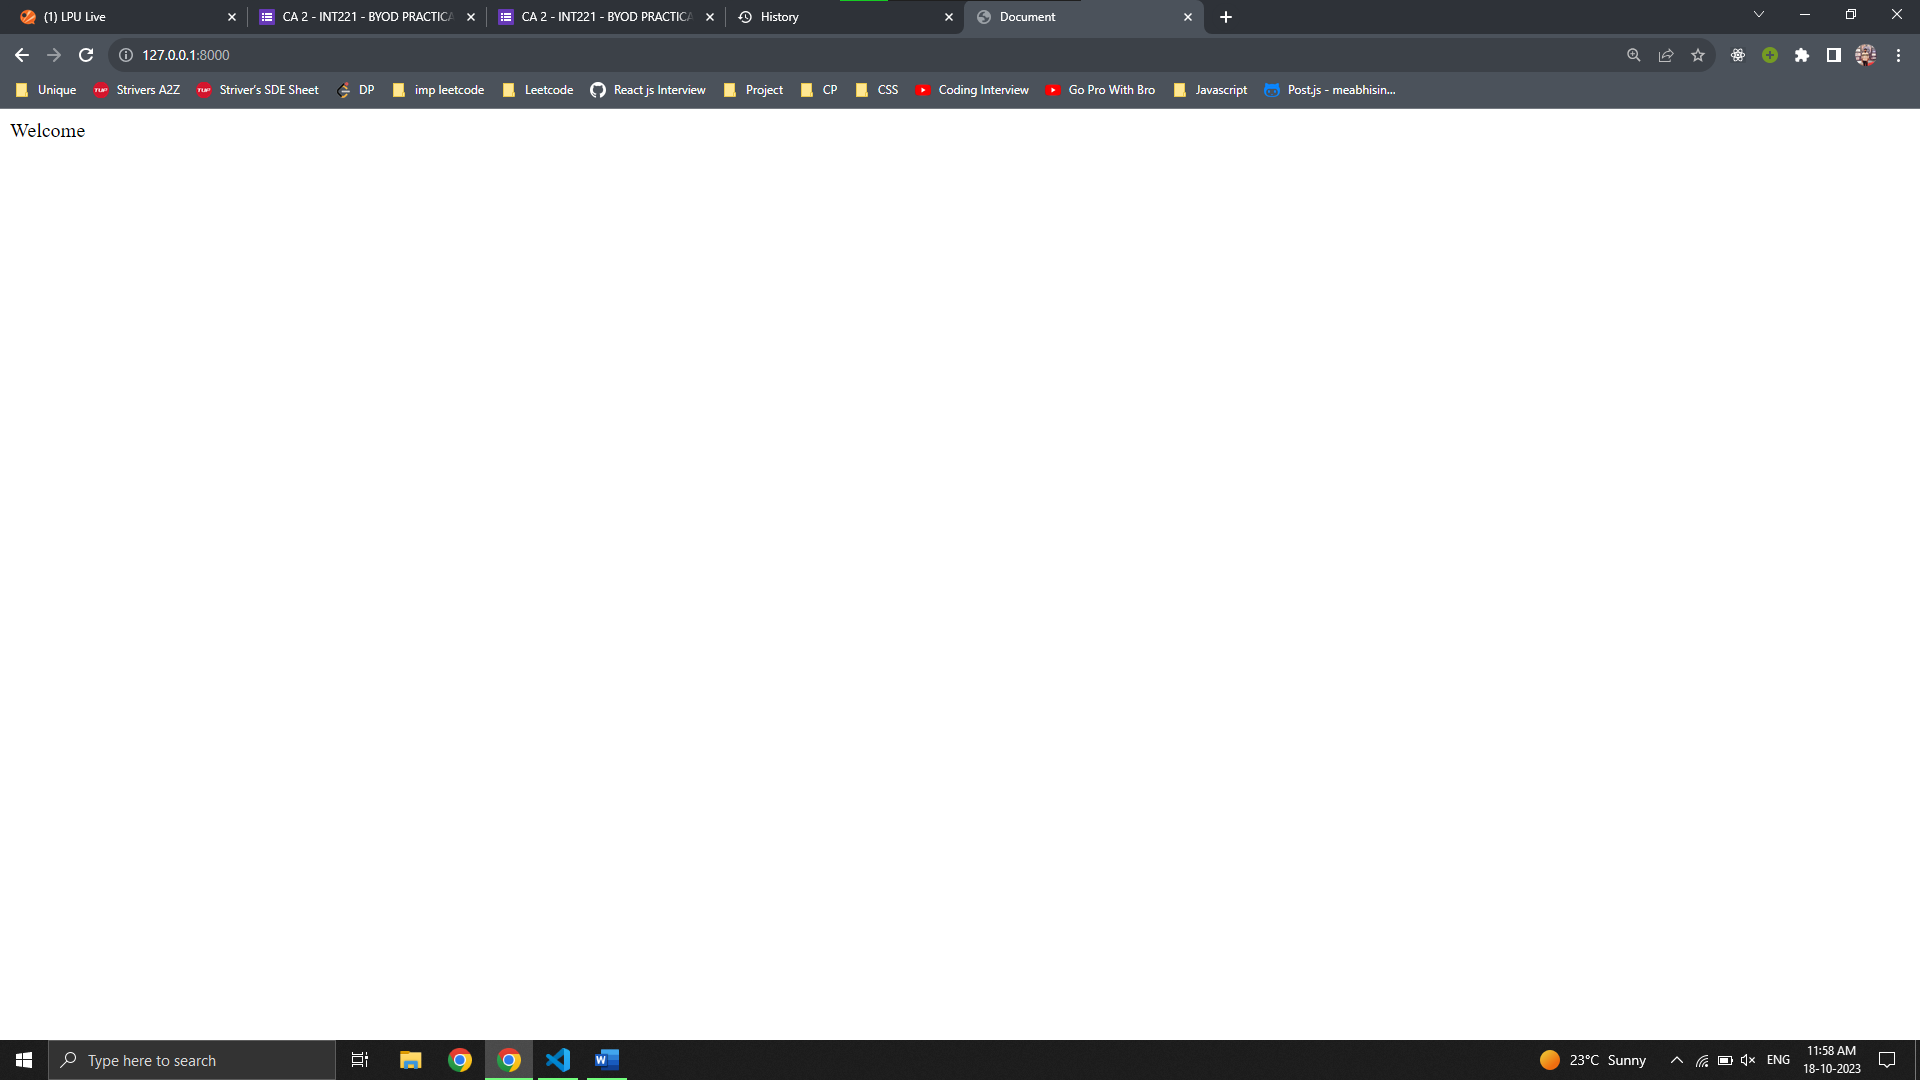 (1) LPU Live
CA 2 - INT221 - BYOD PRACTICA
CA 2 - INT221 - BYOD PRACTICA
History
Document
127.0.0.1:8000
Unique
Strivers A2Z
Striver's SDE Sheet
DP
imp leetcode
Leetcode
React js Interview
Project
CP
CSS
Coding Interview
Go Pro With Bro
Javascript
Post.js - meabhisin...
Welcome
Type here to search
23°C Sunny
ENG
11:58 AM
18-10-2023